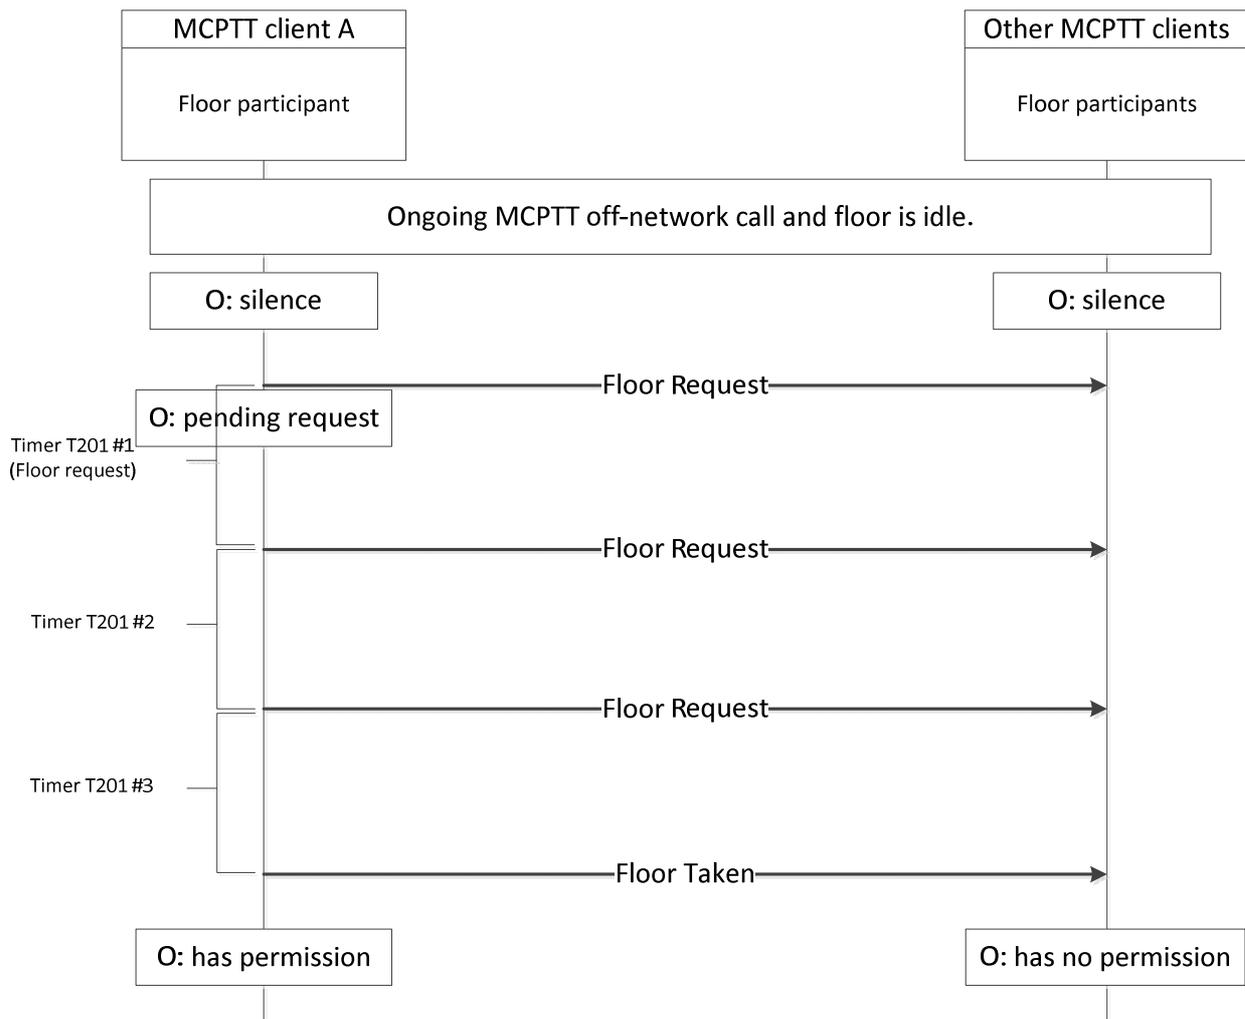 MCPTT client A
Other MCPTT clients
Floor participant
Floor participants
Ongoing MCPTT off-network call and floor is idle.
O: silence
O: silence
Floor Request
O: pending request
Timer T201 #1
(Floor request)
Floor Request
Timer T201 #2
Floor Request
Timer T201 #3
Floor Taken
O: has permission
O: has no permission